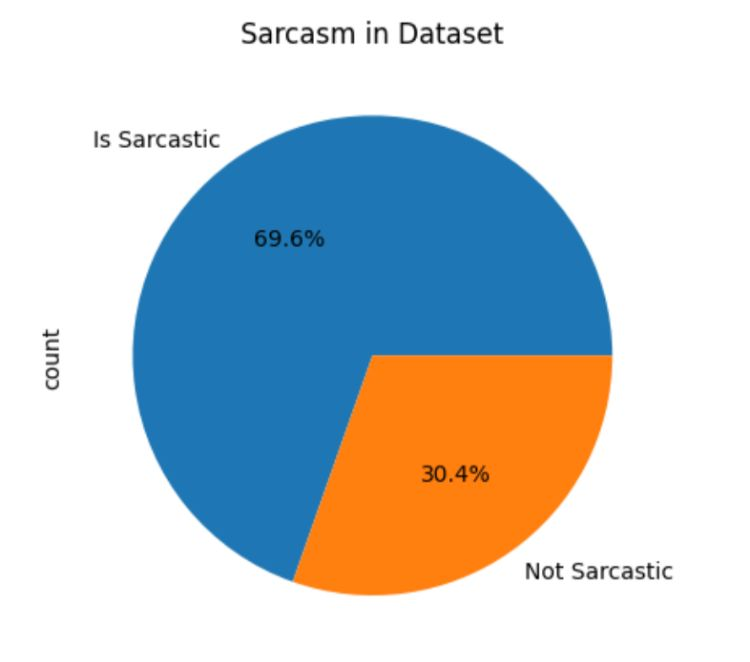 Sarcasm in Dataset
Is Sarcastic
69.6%
count
30.4%
Not Sarcastic